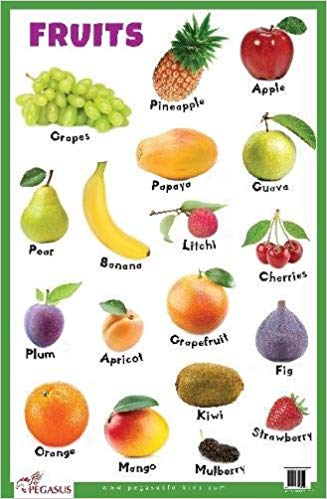 FRUITS
Grapes
Pineapple
Apple
Papaya
Guava
Pear
Banana
Litchi
Cherries
Plum
Apricot
Grapefruit
Fig
Orange
Mango
Kiwi
Mulberry
Strawberry
PEGASUS
www.pegasusforkids.com